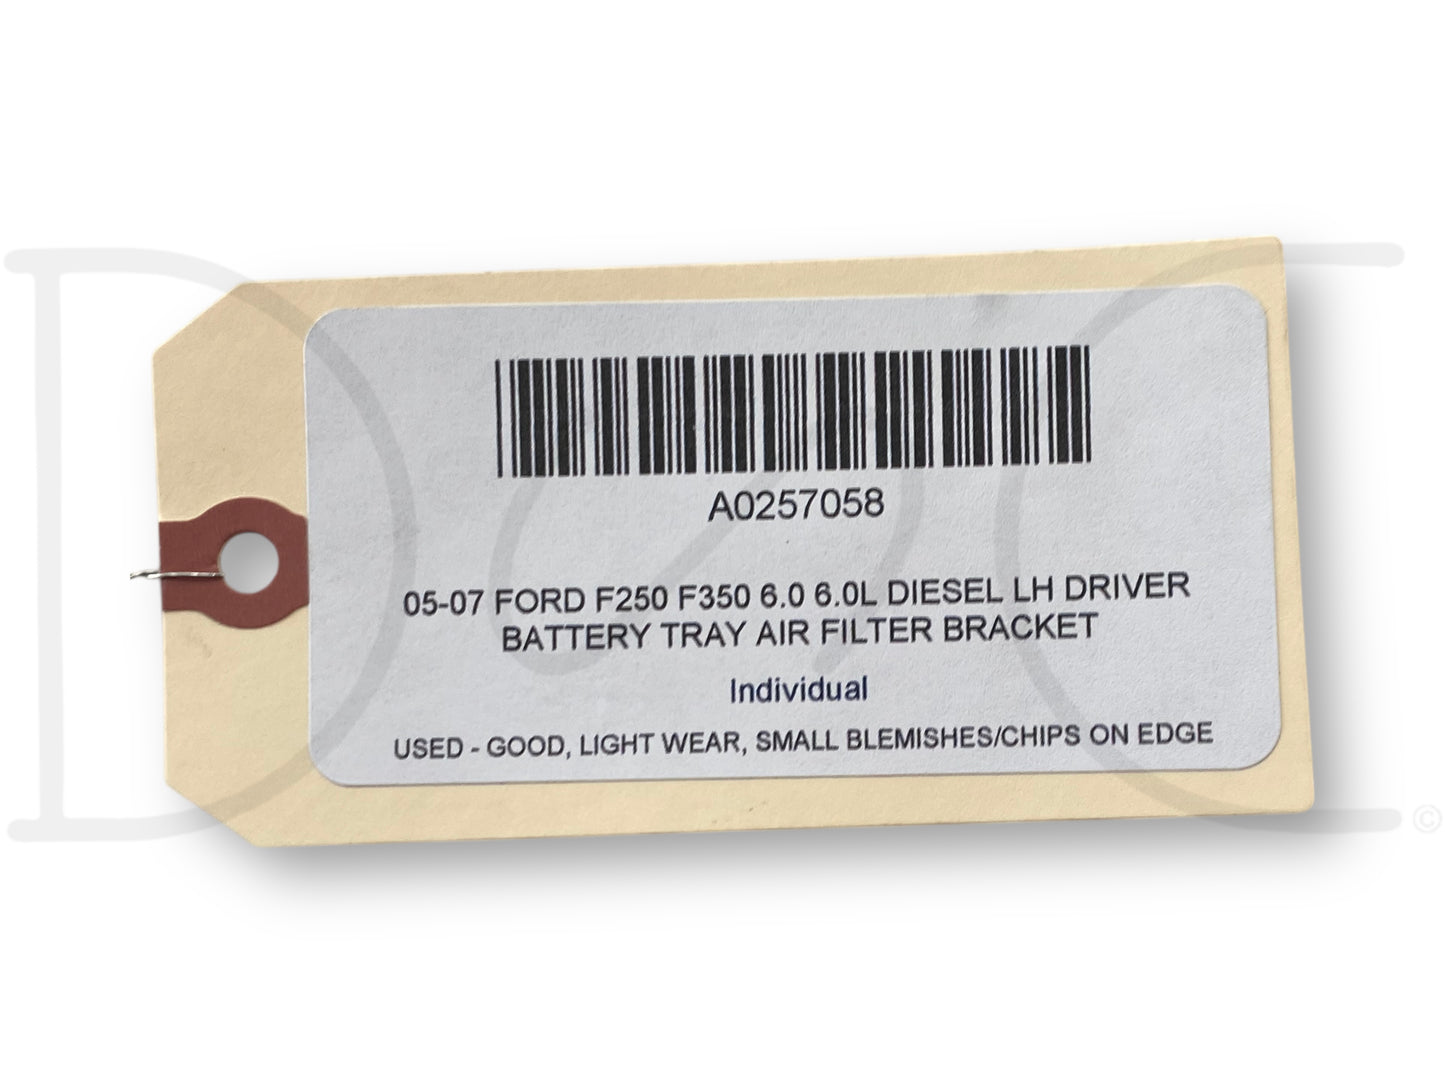 A0257058
05-07 FORD F250 F350 6.0 6.0L DIESEL LH DRIVER
BATTERY TRAY AIR FILTER BRACKET
Individual
USED - GOOD, LIGHT WEAR, SMALL BLEMISHES/CHIPS ON EDGE
©